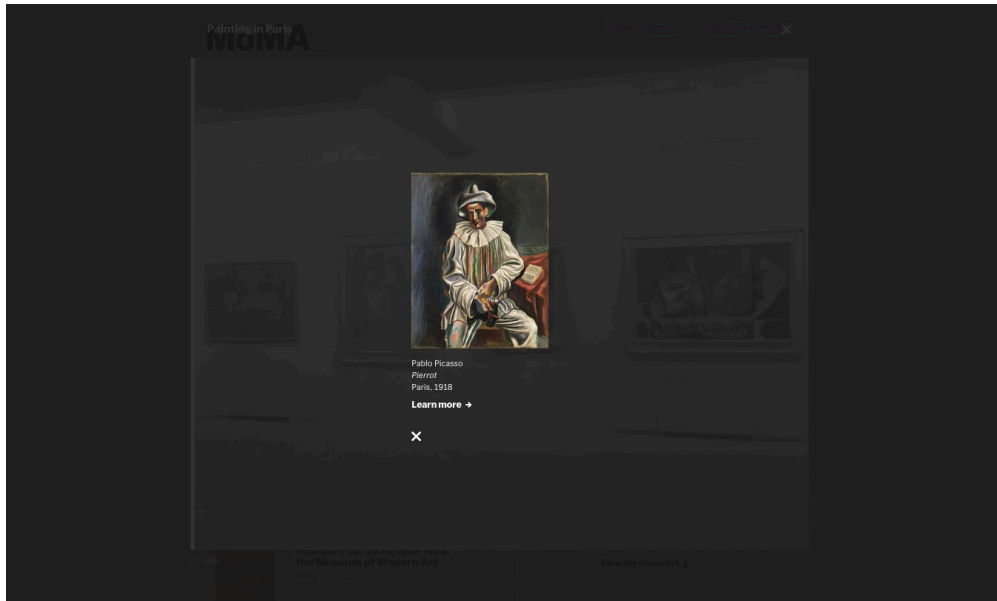 Painting in Paris
MoMA
Pablo Picasso
Pierrot
Paris, 1918
Learn more →
the Museum of Modern Art
View the checklist